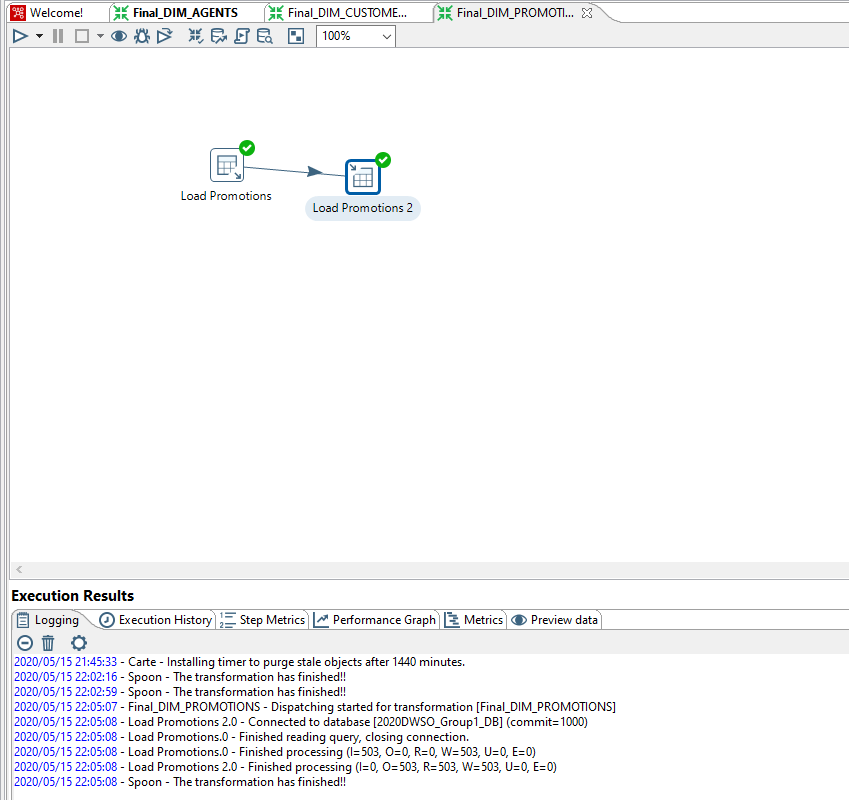 Welcome!
Final_DIM_AGENTS
Final_DIM_CUSTOME...
Final_DIM_PROMOTI...
100%
Load Promotions
Load Promotions 2
Execution Results
Logging
Execution History
Step Metrics
Performance Graph
Metrics
Preview data
2020/05/15 21:45:33 - Carte - Installing timer to purge stale objects after 1440 minutes.
2020/05/15 22:02:16 - Spoon - The transformation has finished!!
2020/05/15 22:02:59 - Spoon - The transformation has finished!!
2020/05/15 22:05:07 - Final_DIM_PROMOTIONS - Dispatching started for transformation [Final_DIM_PROMOTIONS]
2020/05/15 22:05:08 - Load Promotions 2.0 - Connected to database [2020DWSO_Group1_DB] (commit=1000)
2020/05/15 22:05:08 - Load Promotions.0 - Finished reading query, closing connection.
2020/05/15 22:05:08 - Load Promotions.0 - Finished processing (I=503, O=0, R=0, W=503, U=0, E=0)
2020/05/15 22:05:08 - Load Promotions 2.0 - Finished processing (I=0, O=503, R=503, W=503, U=0, E=0)
2020/05/15 22:05:08 - Spoon - The transformation has finished!!